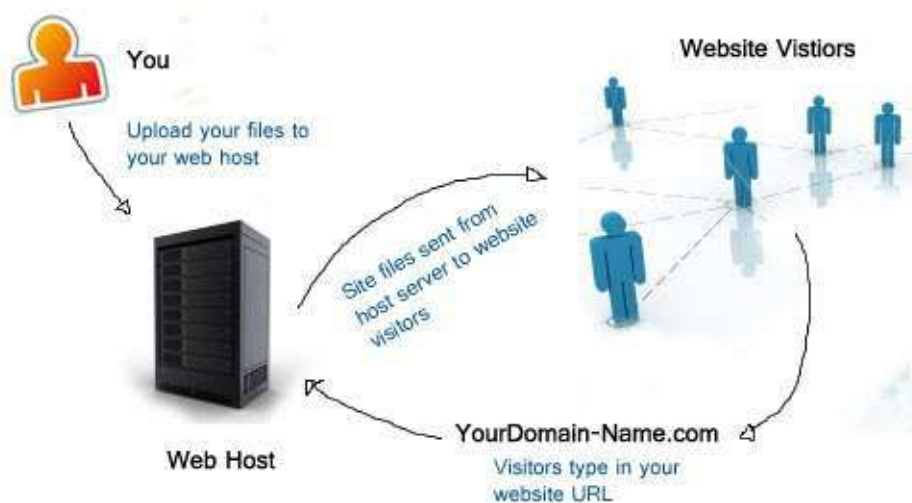 You
Upload your files to
your web host
Website Vistiors
Site files sent from
host server to website
visitors
YourDomain-Name.com
Visitors type in your
website URL
Web Host